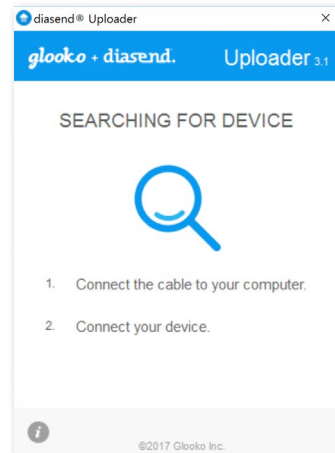 diasend® Uploader
glooko + diasend.
Uploader 3.1
SEARCHING FOR DEVICE
1. Connect the cable to your computer.
2. Connect your device.
©2017 Glooko Inc.